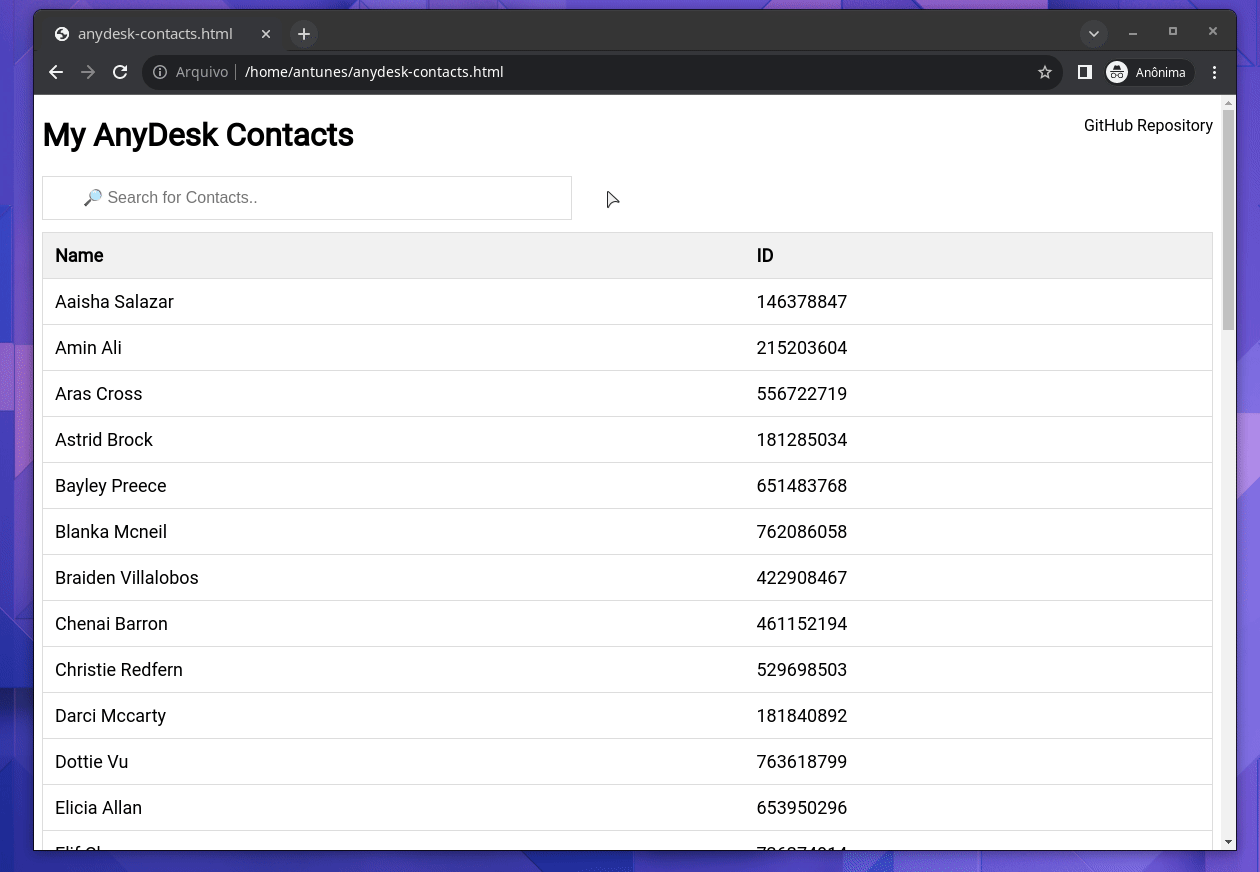 anydesk-contacts.html
Arquivo /home/antunes/anydesk-contacts.html Anônima
My AnyDesk Contacts GitHub Repository
Search for Contacts..
Name ID
Aaisha Salazar 146378847
Amin Ali 215203604
Aras Cross 556722719
Astrid Brock 181285034
Bayley Preece 651483768
Blanka Mcneil 762086058
Braiden Villalobos 422908467
Chenai Barron 461152194
Christie Redfern 529698503
Darci Mccarty 181840892
Dottie Vu 763618799
Elicia Allan 653950296